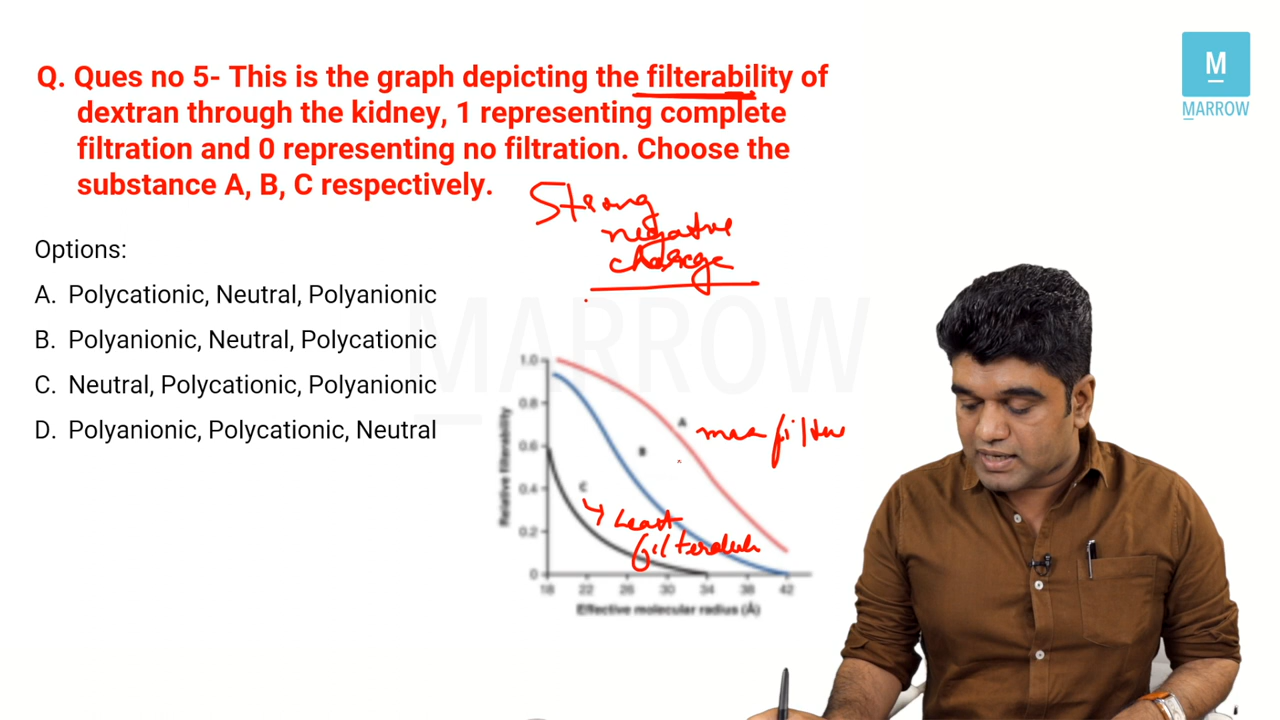 Q. Ques no 5- This is the graph depicting the filterability of
dextran through the kidney, 1 representing complete
filtration and 0 representing no filtration. Choose the
substance A, B, C respectively.
M
MARROW
Strong
negative
charge
Options:
A. Polycationic, Neutral, Polyanionic
B. Polyanionic, Neutral, Polycationic
C. Neutral, Polycationic, Polyanionic
D. Polyanionic, Polycationic, Neutral
MARROW
Relative filterability
1.0
0.8
0.6
0.4
0.2
0
A
B
C
Least
18 22 26 30 34 38 42
Effective molecular radius (Å)